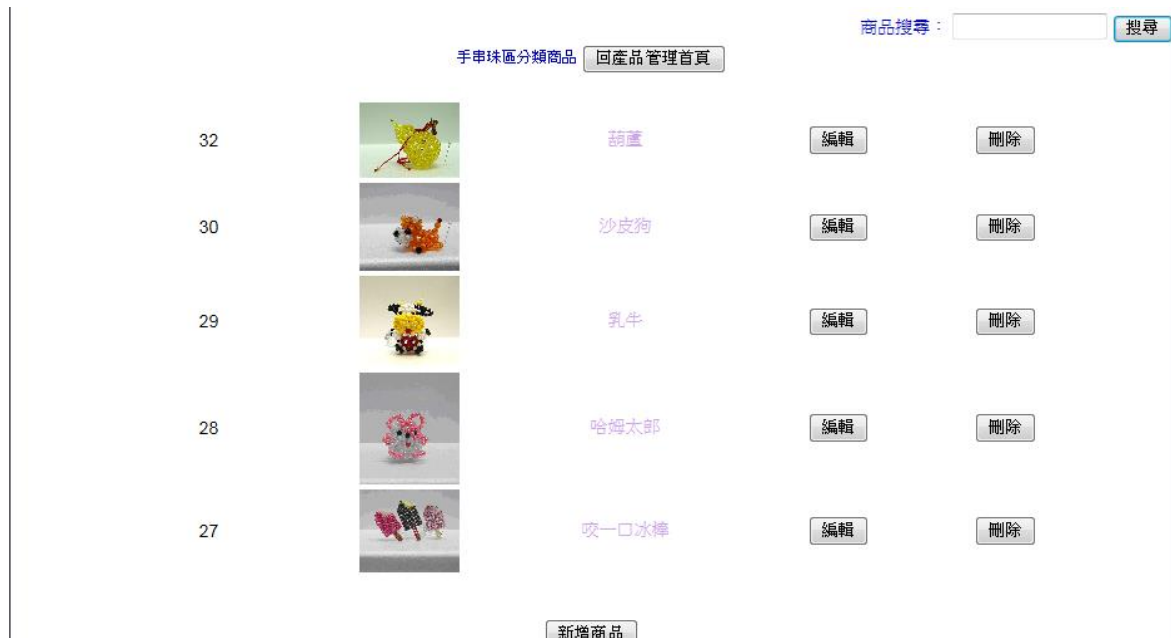 商品搜尋： 搜尋
手串珠區分類商品 回產品管理首頁
32 葫蘆 編輯 刪除
30 沙皮狗 編輯 刪除
29 乳牛 編輯 刪除
28 哈姆太郎 編輯 刪除
27 咬一口冰棒 編輯 刪除
新增商品